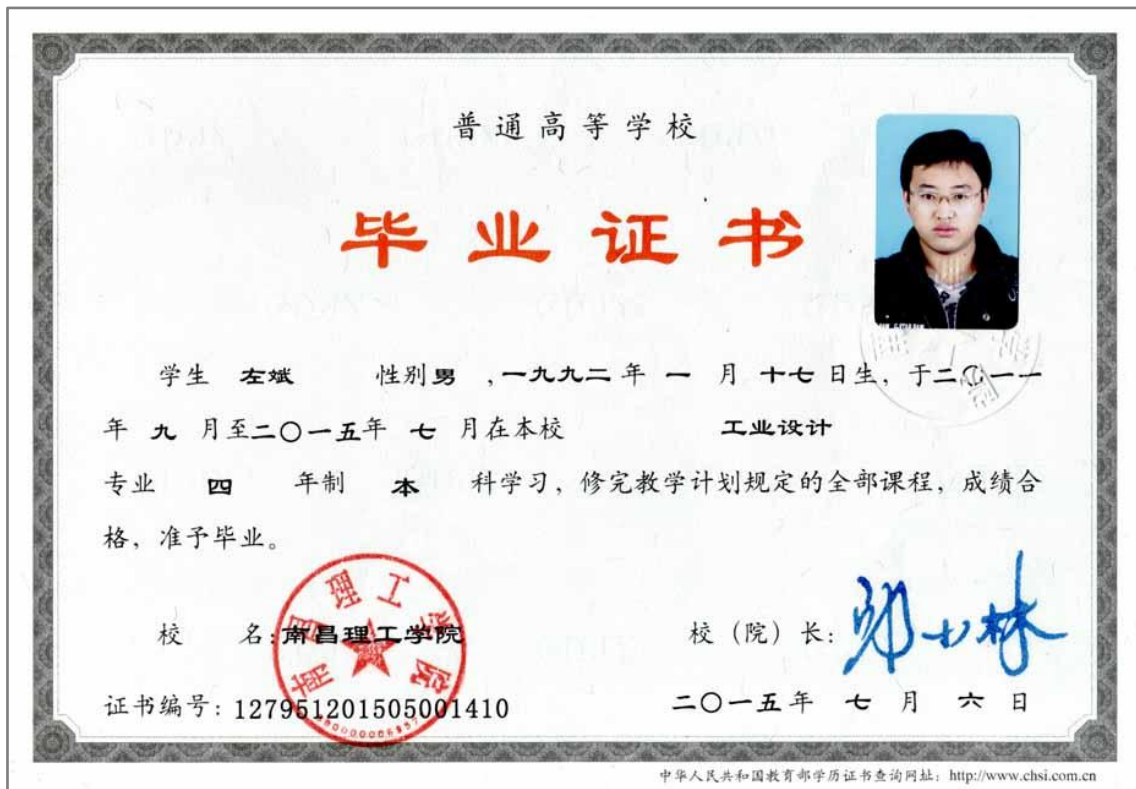 普通高等学校
毕业证书
学生 左斌 性别男 ,一九九二 年 一 月 十七 日生, 于二〇一一
年 九 月至二〇一五年 七 月在本校 工业设计
专业 四 年制 本 科学习, 修完教学计划规定的全部课程, 成绩合
格, 准予毕业。
南昌理工学院
校 名:南昌理工学院 校 (院) 长:
证书编号: 127951201505001410 二〇一五年 七 月 六 日
中华人民共和国教育部学历证书查询网址: http://www.chsi.com.cn